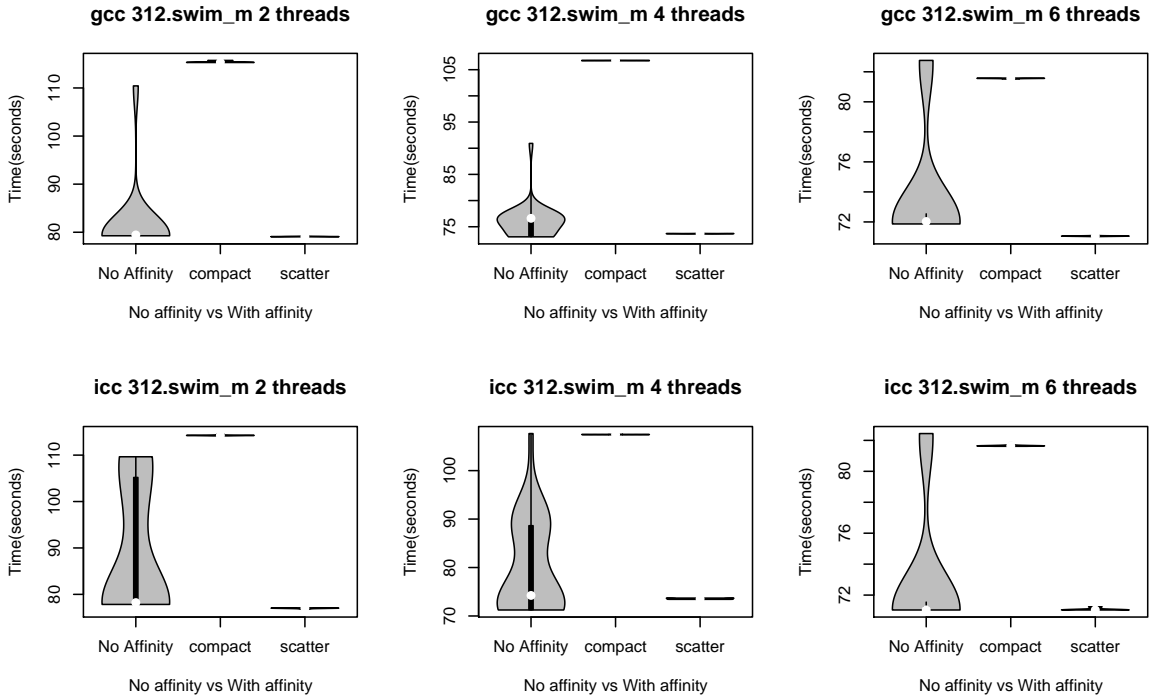 gcc 312.swim_m 2 threads
Time(seconds)
80 90 100 110
No Affinity compact scatter
No affinity vs With affinity
gcc 312.swim_m 4 threads
Time(seconds)
75 85 95 105
No Affinity compact scatter
No affinity vs With affinity
gcc 312.swim_m 6 threads
Time(seconds)
72 76 80
No Affinity compact scatter
No affinity vs With affinity
icc 312.swim_m 2 threads
Time(seconds)
80 90 100 110
No Affinity compact scatter
No affinity vs With affinity
icc 312.swim_m 4 threads
Time(seconds)
70 80 90 100
No Affinity compact scatter
No affinity vs With affinity
icc 312.swim_m 6 threads
Time(seconds)
72 76 80
No Affinity compact scatter
No affinity vs With affinity